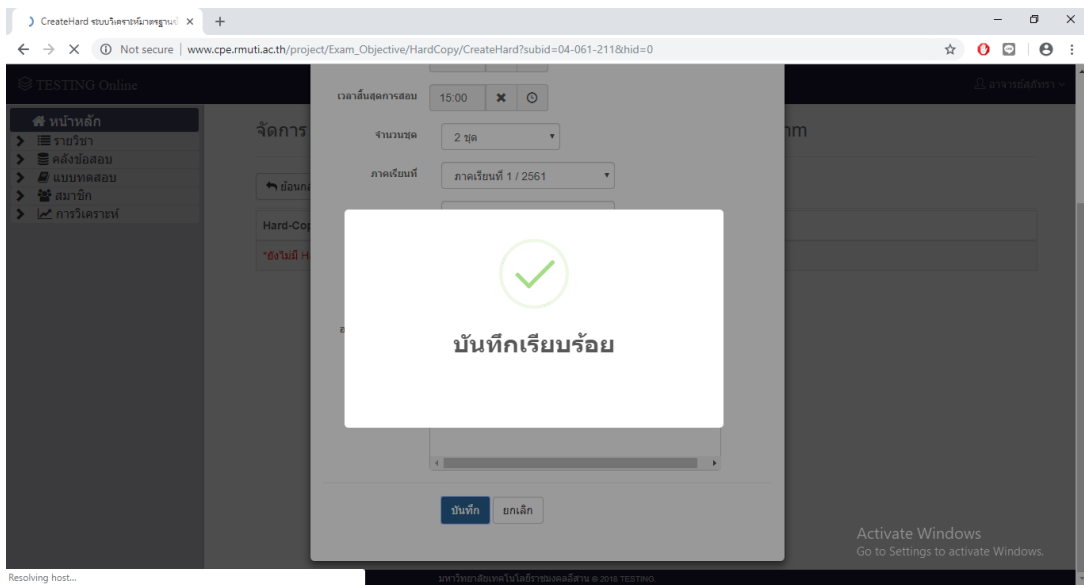 CreateHard ระบบวิเคราะห์มาตรฐานข้
Not secure | www.cpe.rmuti.ac.th/project/Exam_Objective/HardCopy/CreateHard?subid=04-061-211&hid=0
TESTING Online
อาจารย์สุภัทรา
หน้าหลัก
รายวิชา
คลังข้อสอบ
แบบทดสอบ
สมาชิก
การวิเคราะห์
จัดการ
hm
ย้อนกล
Hard-Cop
*ยังไม่มี H
เวลาสิ้นสุดการสอบ 15:00
จำนวนชุด 2 ชุด
ภาคเรียนที่ ภาคเรียนที่ 1 / 2561
บันทึกเรียบร้อย
บันทึก ยกเลิก
Activate Windows
Go to Settings to activate Windows.
Resolving host...
มหาวิทยาลัยเทคโนโลยีราชมงคลอีสาน © 2018 TESTING.